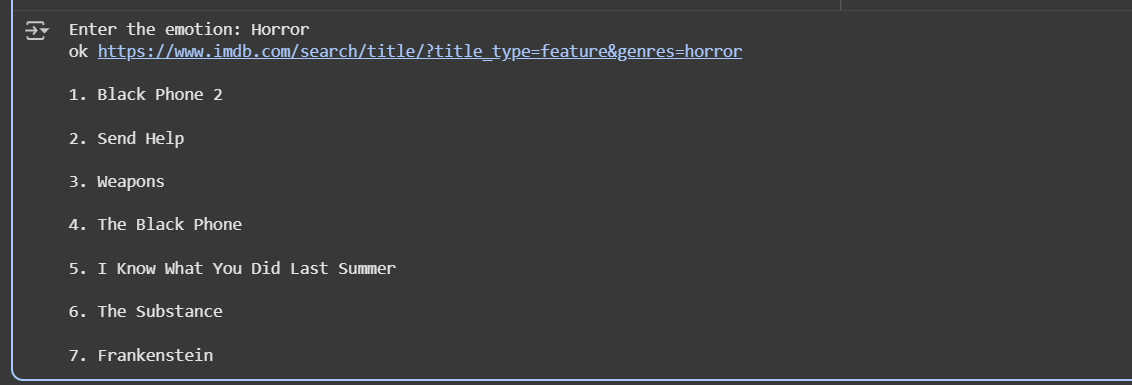 Enter the emotion: Horror
ok https://www.imdb.com/search/title/?title_type=feature&genres=horror
1. Black Phone 2
2. Send Help
3. Weapons
4. The Black Phone
5. I Know What You Did Last Summer
6. The Substance
7. Frankenstein